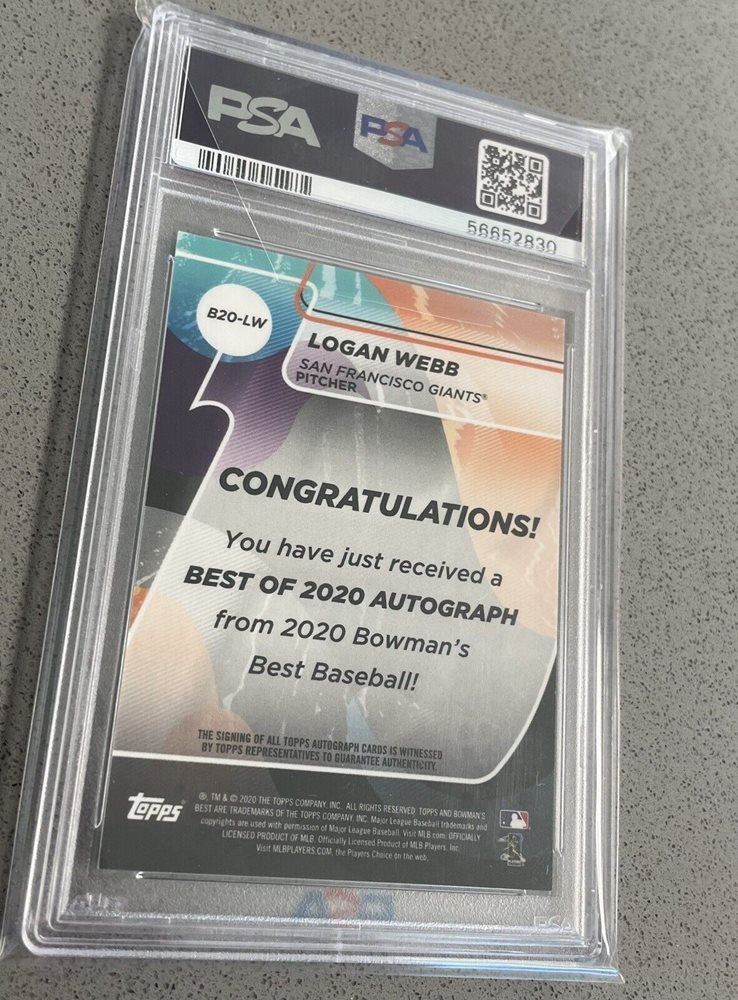 PSA
PSA
56652830
B20-LW
LOGAN WEBB
SAN FRANCISCO GIANTS®
PITCHER
CONGRATULATIONS!
You have just received a
BEST OF 2020 AUTOGRAPH
from 2020 Bowman's
Best Baseball!
THE SIGNING OF ALL TOPPS AUTOGRAPH CARDS IS WITNESSED
BY TOPPS REPRESENTATIVES TO GUARANTEE AUTHENTICITY.
topps
®, TM & © 2020 THE TOPPS COMPANY, INC. ALL RIGHTS RESERVED. TOPPS AND BOWMAN'S
BEST ARE TRADEMARKS OF THE TOPPS COMPANY, INC. Major League Baseball trademarks and
copyrights are used with permission of Major League Baseball. Visit MLB.com. OFFICIALLY
LICENSED PRODUCT OF MLB. Officially Licensed Product of MLB Players, Inc.
Visit MLBPLAYERS.COM, the Players Choice on the web.
PSA
PSA